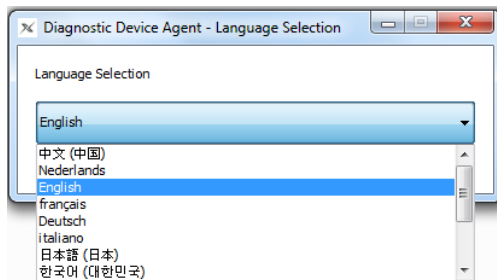 Diagnostic Device Agent - Language Selection
Language Selection
English
中文 (中国)
Nederlands
English
français
Deutsch
italiano
日本語 (日本)
한국어 (대한민국)